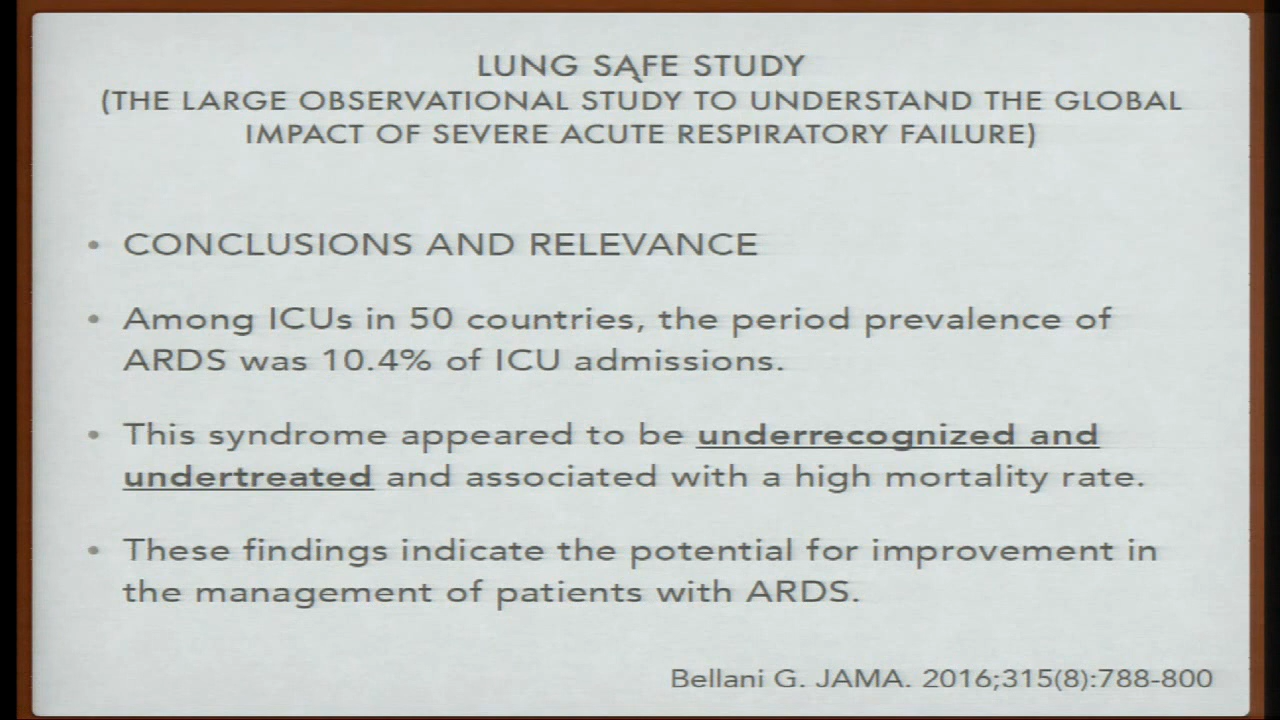 LUNG SAFE STUDY
(THE LARGE OBSERVATIONAL STUDY TO UNDERSTAND THE GLOBAL
IMPACT OF SEVERE ACUTE RESPIRATORY FAILURE)
• CONCLUSIONS AND RELEVANCE
• Among ICUs in 50 countries, the period prevalence of
ARDS was 10.4% of ICU admissions.
• This syndrome appeared to be underrecognized and
undertreated and associated with a high mortality rate.
• These findings indicate the potential for improvement in
the management of patients with ARDS.
Bellani G. JAMA. 2016;315(8):788-800